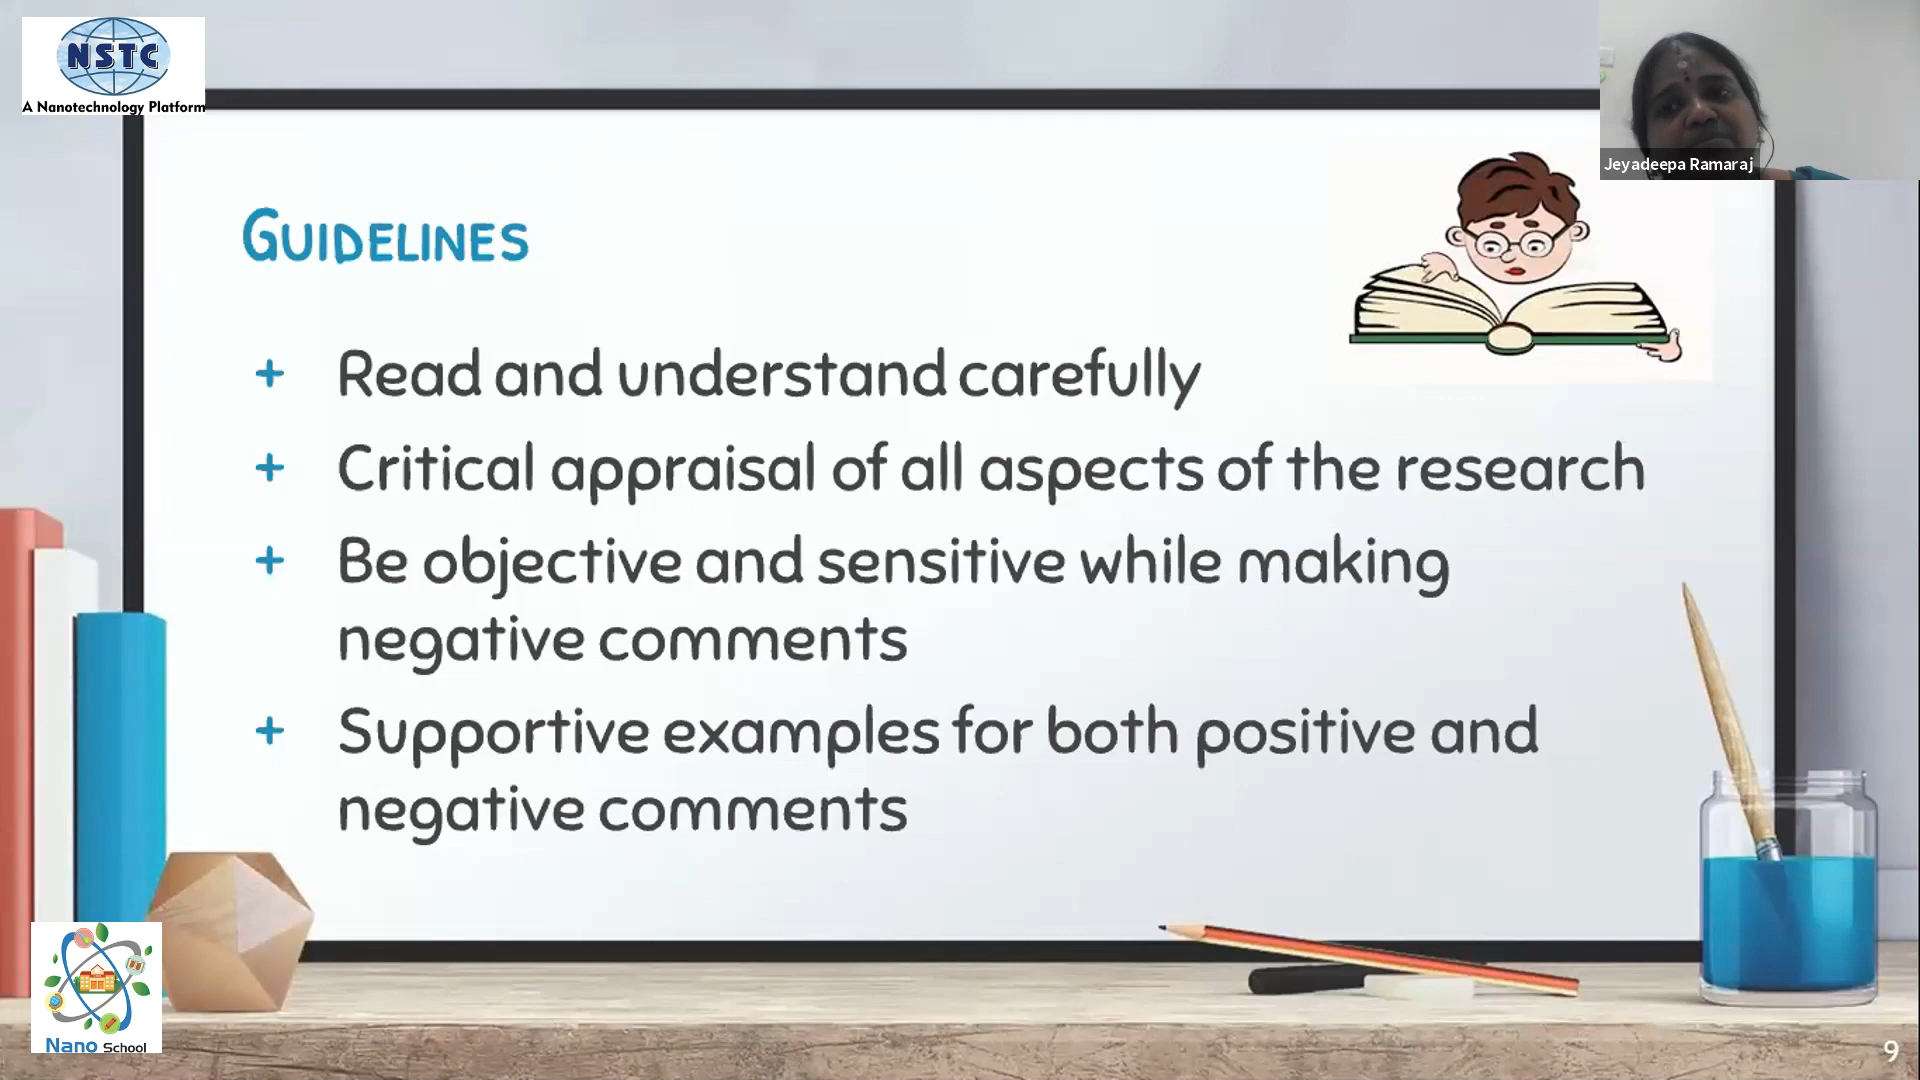 NSTC
A Nanotechnology Platform
Jeyadeepa Ramaraj
GUIDELINES
+ Read and understand carefully
+ Critical appraisal of all aspects of the research
+ Be objective and sensitive while making
negative comments
+ Supportive examples for both positive and
negative comments
Nano School
9